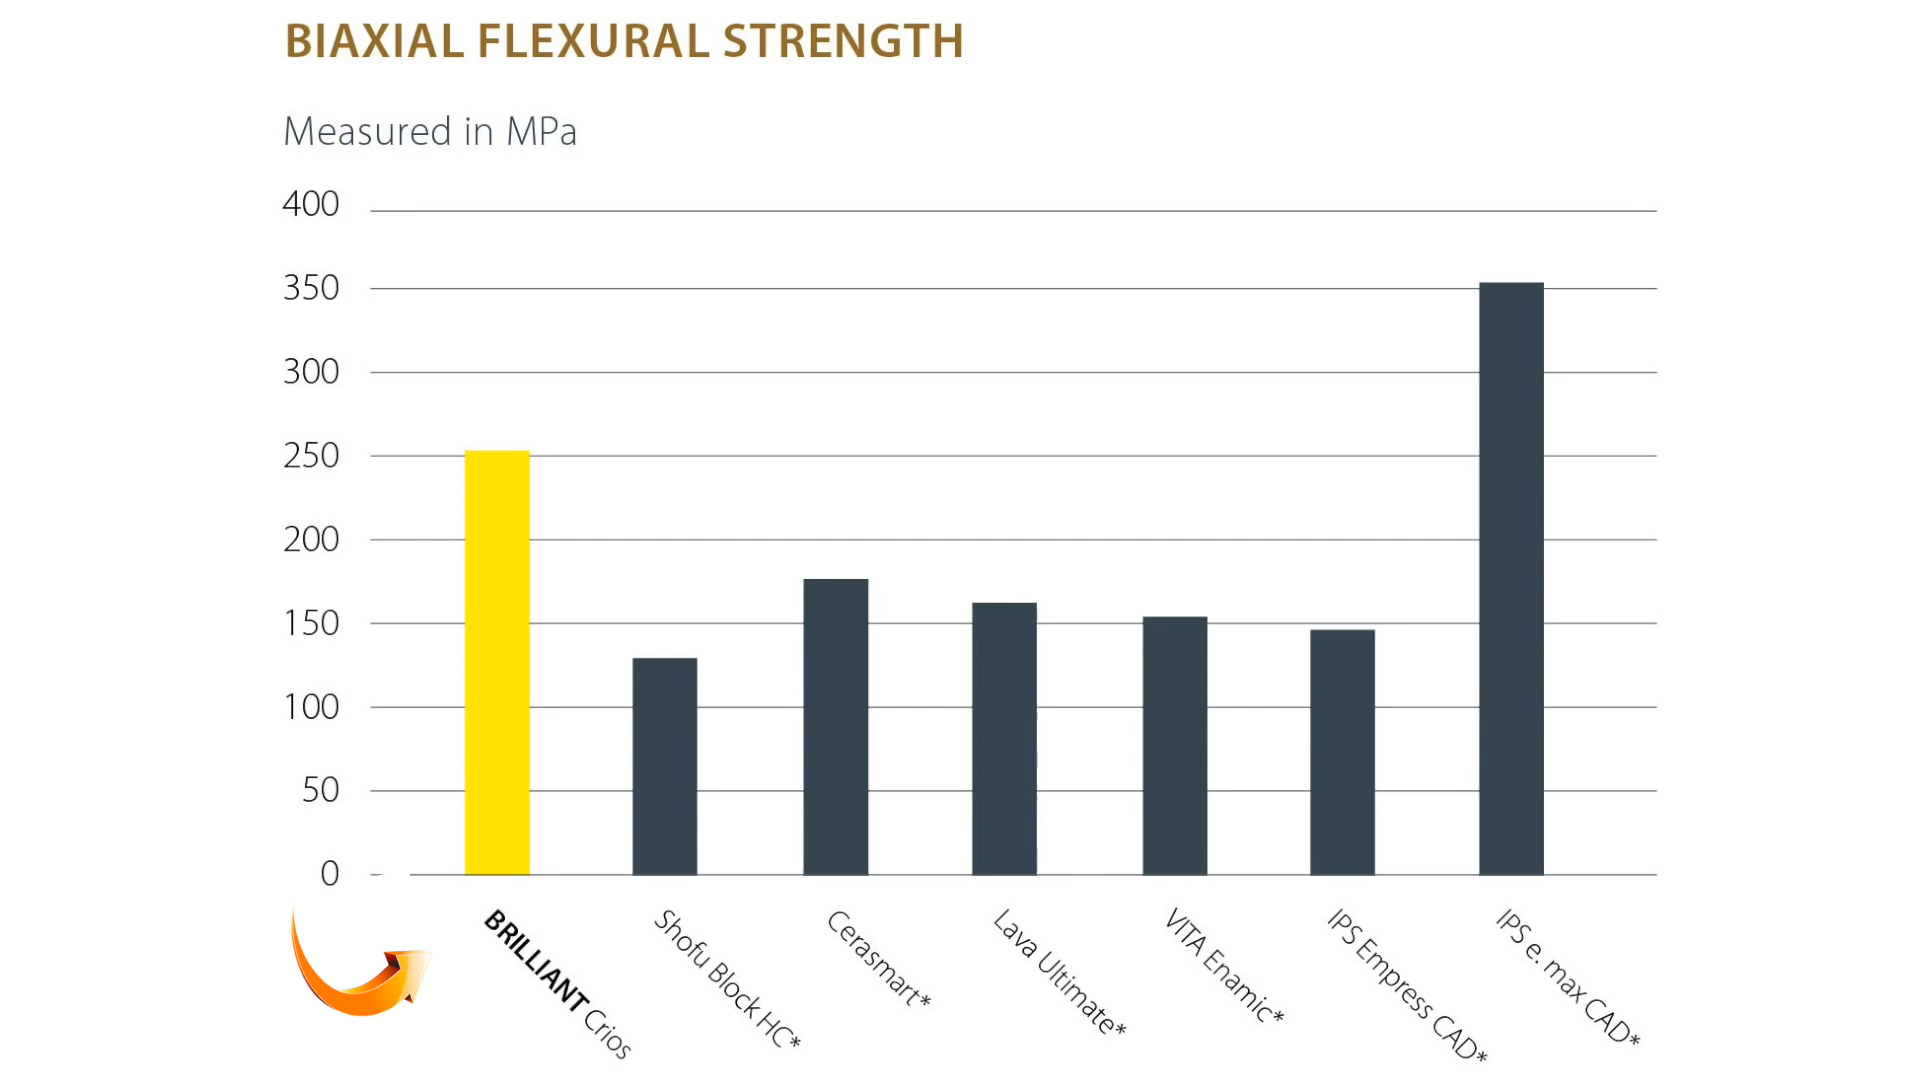 BIAXIAL FLEXURAL STRENGTH
Measured in MPa
400
350
300
250
200
150
100
50
0
BRILLIANT Crios
Shofu Block HC*
Cerasmart*
Lava Ultimate*
VITA Enamic*
IPS Empress CAD*
IPS e. max CAD*